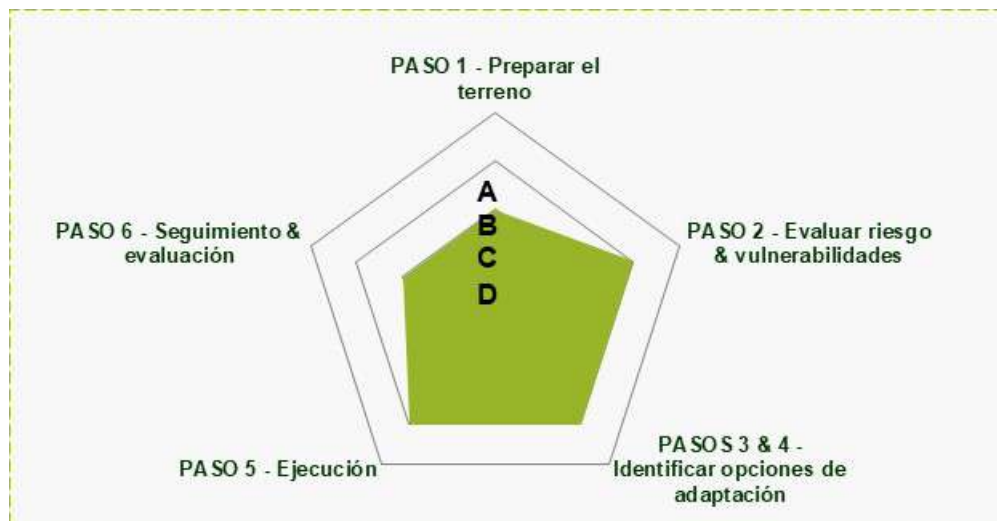 PASO 1 - Preparar el
terreno
A
B
C
D
PASO 6 - Seguimiento &
evaluación
PASO 2 - Evaluar riesgo
& vulnerabilidades
PASO 5 - Ejecución
PASOS 3 & 4 -
Identificar opciones de
adaptación